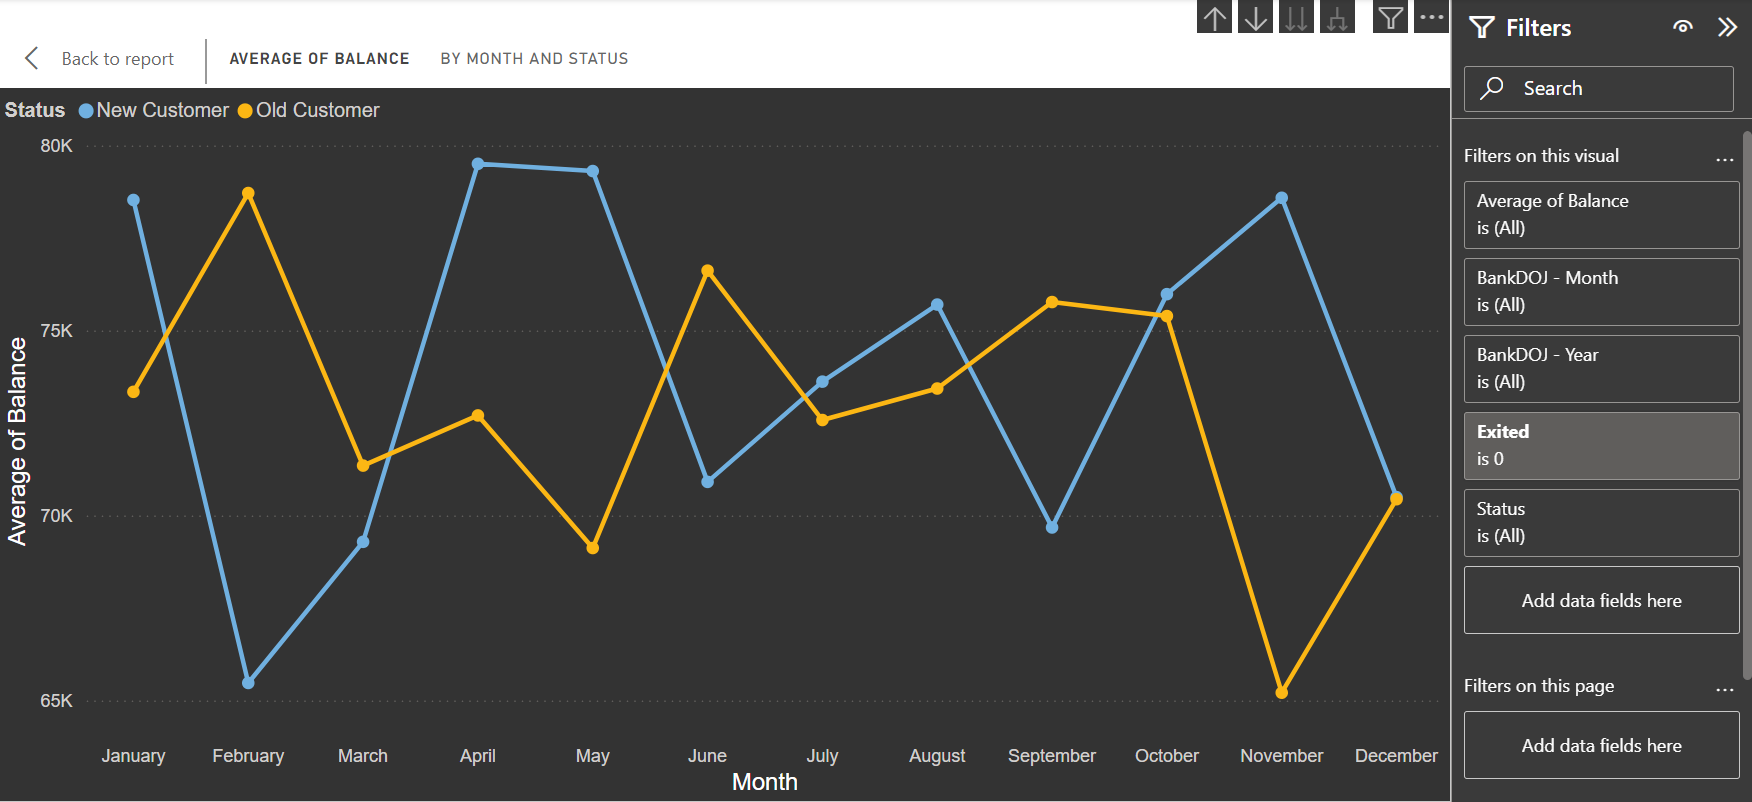 Back to report
AVERAGE OF BALANCE
BY MONTH AND STATUS
Status
New Customer
Old Customer
80K
75K
70K
65K
Average of Balance
January
February
March
April
May
June
July
August
September
October
November
December
Month
Filters
Search
Filters on this visual
...
Average of Balance
is (All)
BankDOJ - Month
is (All)
BankDOJ - Year
is (All)
Exited
is 0
Status
is (All)
Add data fields here
Filters on this page
...
Add data fields here